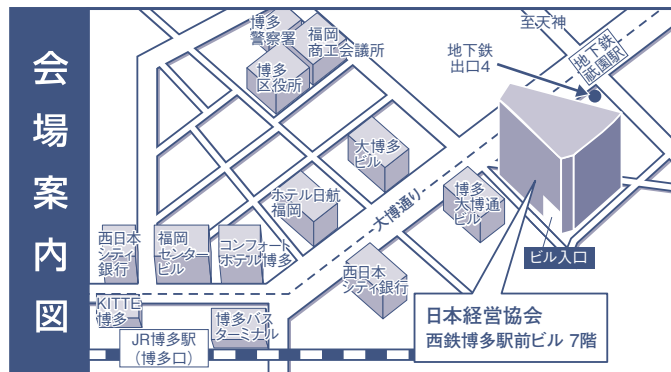 会場案内図
博多
警察署
福岡
商工会議所
博多
区役所
至天神
地下鉄
祇園駅
地下鉄
出口4
大博多
ビル
大博通り
博多
大博通
ビル
ホテル日航
福岡
西日本
シティ
銀行
福岡
センター
ビル
コンフォート
ホテル博多
西日本
シティ銀行
ビル入口
KITTE
博多
博多バス
ターミナル
JR博多駅
(博多口)
日本経営協会
西鉄博多駅前ビル 7階